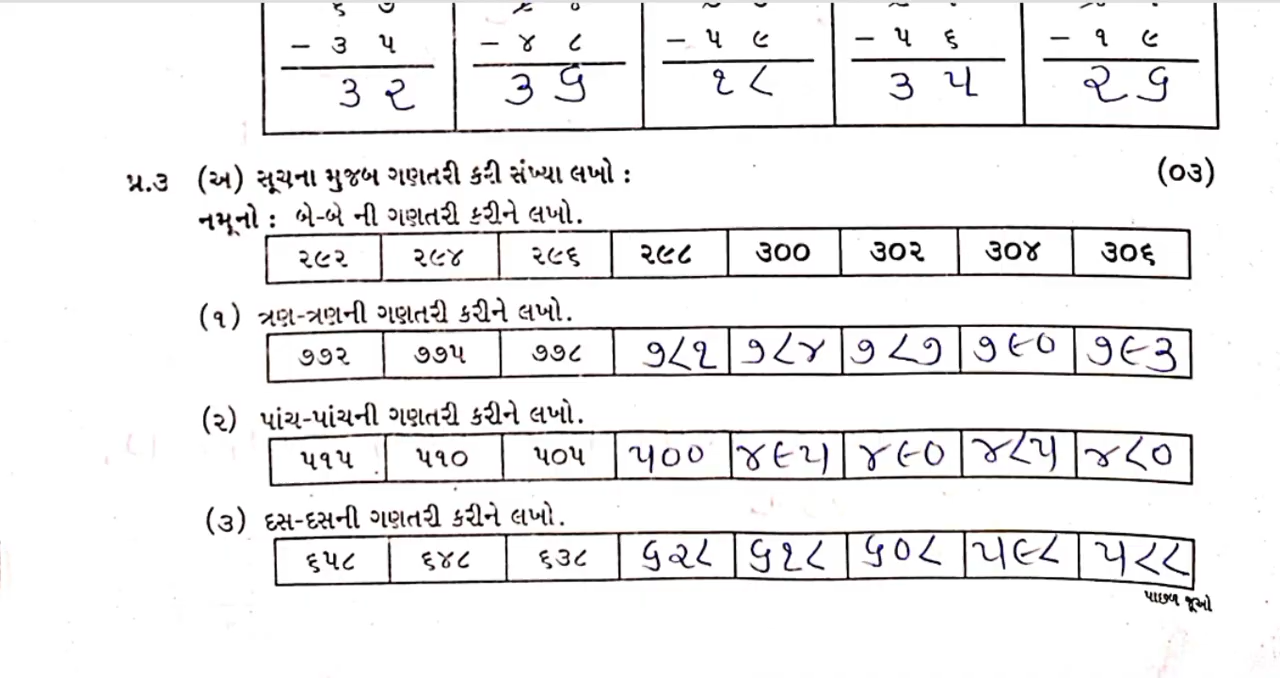 - ૩ ૫ - ૪ ૮ - ૫ ૯ - ૫ ૬ - ૧ ૯
૩ ૨ ૩ ૬ ૧ ૮ ૩ ૫ ૨ ૬
પ્ર.૩ (અ) સૂચના મુજબ ગણતરી કરી સંખ્યા લખો : (૦૩)
નમૂનો : બે-બે ની ગણતરી કરીને લખો.
૨૯૨ ૨૯૪ ૨૯૬ ૨૯૮ ૩૦૦ ૩૦૨ ૩૦૪ ૩૦૬
(૧) ત્રણ-ત્રણની ગણતરી કરીને લખો.
૭૭૨ ૭૭૫ ૭૭૮ ૭૮૧ ૭૮૪ ૭૮૭ ૭૯૦ ૭૯૩
(૨) પાંચ-પાંચની ગણતરી કરીને લખો.
૫૧૫ ૫૧૦ ૫૦૫ ૫૦૦ ૪૯૫ ૪૯૦ ૪૮૫ ૪૮૦
(૩) દસ-દસની ગણતરી કરીને લખો.
૬૫૮ ૬૪૮ ૬૩૮ ૬૨૮ ૬૧૮ ૬૦૮ ૫૯૮ ૫૮૮
પાછળ જૂઓ